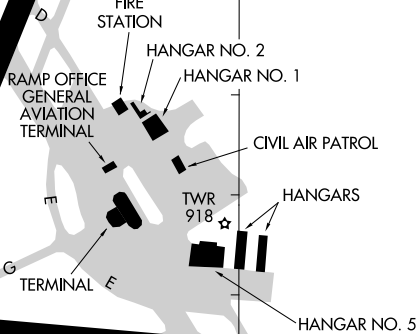 FIRE
STATION
D
HANGAR NO. 2
HANGAR NO. 1
RAMP OFFICE
GENERAL
AVIATION
TERMINAL
CIVIL AIR PATROL
E
TWR
918
HANGARS
G
TERMINAL
E
HANGAR NO. 5